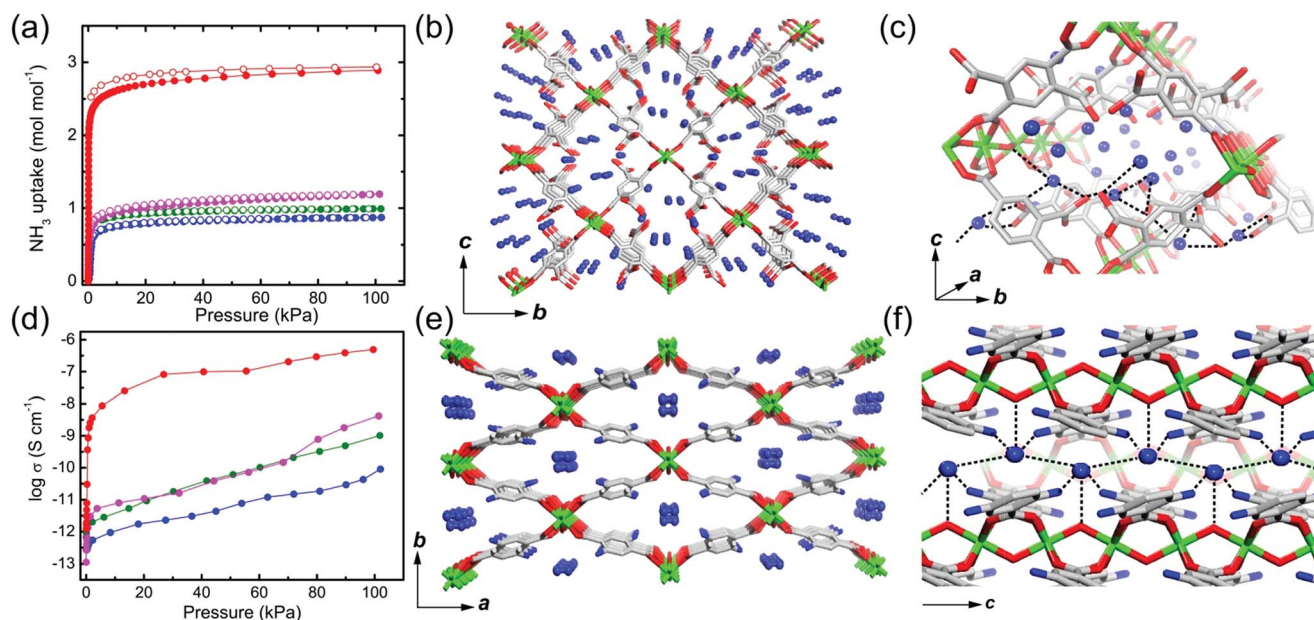 (a)
NH₃ uptake (mol mol⁻¹)
3
2
1
0
0 20 40 60 80 100
Pressure (kPa)
(b)
c
b
(c)
c
a
b
(d)
log σ (S cm⁻¹)
-6
-7
-8
-9
-10
-11
-12
-13
0 20 40 60 80 100
Pressure (kPa)
(e)
b
a
(f)
c